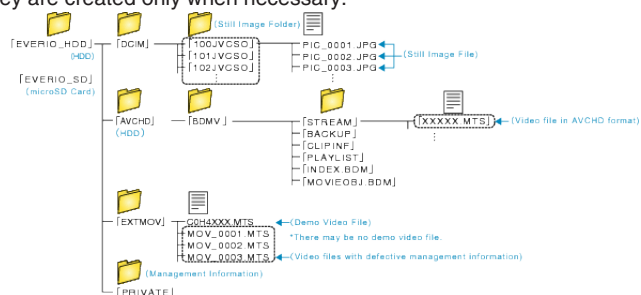 ey are created only when necessary.
(Still Image Folder)
「EVERIO_HDD」 「DCIM」 「100JVCSO」 PIC_0001.JPG
(HDD) 「101JVCSO」 PIC_0002.JPG (Still Image File)
「102JVCSO」 PIC_0003.JPG
「EVERIO_SD」 ⋮ ⋮
(microSD Card)
「AVCHD」 「BDMV」 「STREAM」 「XXXXX.MTS」 (Video file in AVCHD format)
(HDD) 「BACKUP」 ⋮
「CLIPINF」
「PLAYLIST」
「INDEX.BDM」
「MOVIEOBJ.BDM」
「EXTMOV」 C0H4XXX.MTS (Demo Video File)
MOV_0001.MTS *There may be no demo video file.
MOV_0002.MTS
MOV_0003.MTS (Video files with defective management information)
(Management Information)
「PRIVATE」